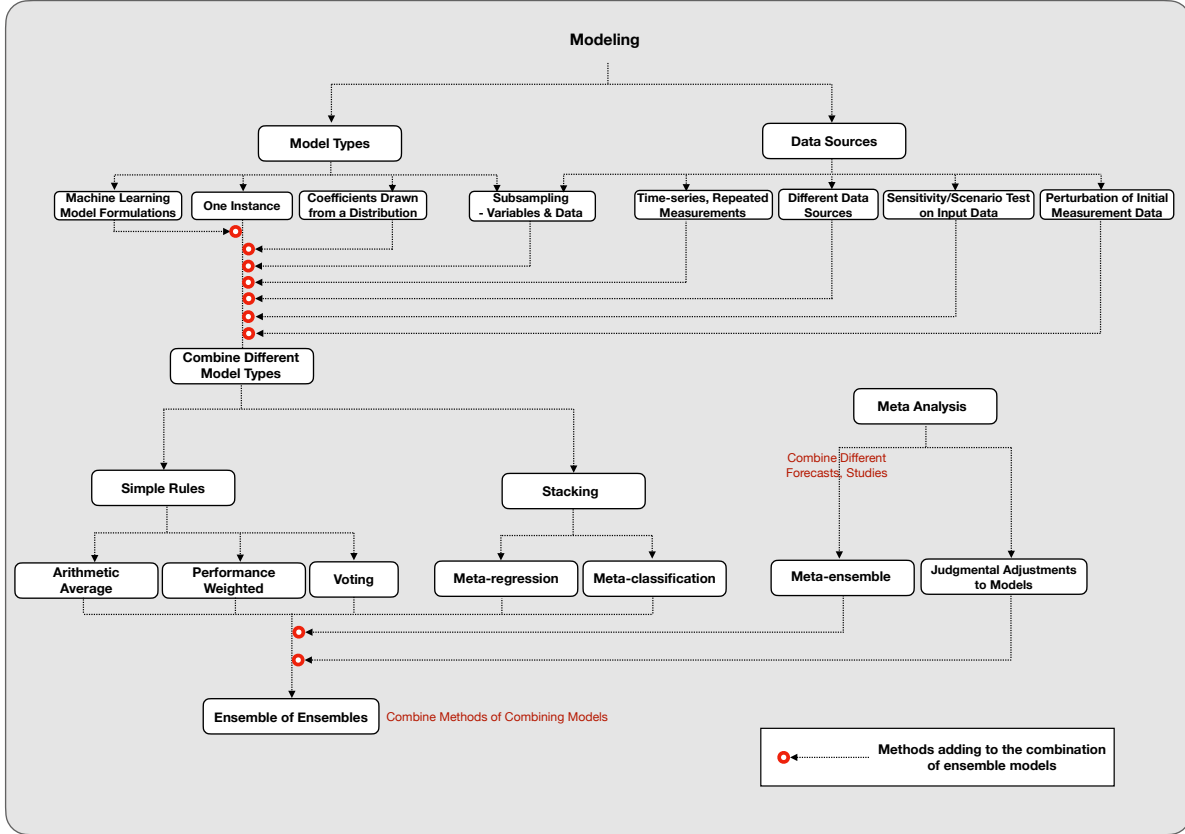 Modeling
Model Types
Data Sources
Machine Learning
Model Formulations
One Instance
Coefficients Drawn
from a Distribution
Subsampling
- Variables & Data
Time-series, Repeated
Measurements
Different Data
Sources
Sensitivity/Scenario Test
on Input Data
Perturbation of Initial
Measurement Data
Combine Different
Model Types
Meta Analysis
Combine Different
Forecasts, Studies
Simple Rules
Stacking
Arithmetic
Average
Performance
Weighted
Voting
Meta-regression
Meta-classification
Meta-ensemble
Judgmental Adjustments
to Models
Ensemble of Ensembles
Combine Methods of Combining Models
Methods adding to the combination
of ensemble models